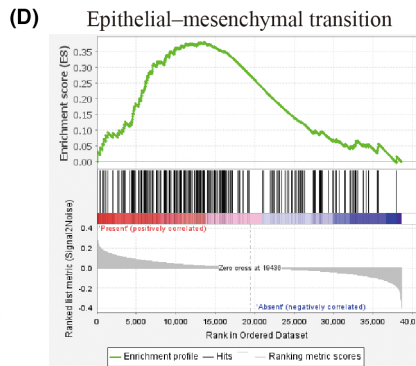 (D) Epithelial–mesenchymal transition
Enrichment score (ES)
0.35
0.30
0.25
0.20
0.15
0.10
0.05
0.00
Ranked list metric (Signal2Noise)
'Present' (positively correlated)
0.4
0.2
0.0
-0.2
-0.4
Zero cross at 19430
'Absent' (negatively correlated)
0 5,000 10,000 15,000 20,000 25,000 30,000 35,000 40,000
Rank in Ordered Dataset
Enrichment profile Hits Ranking metric scores